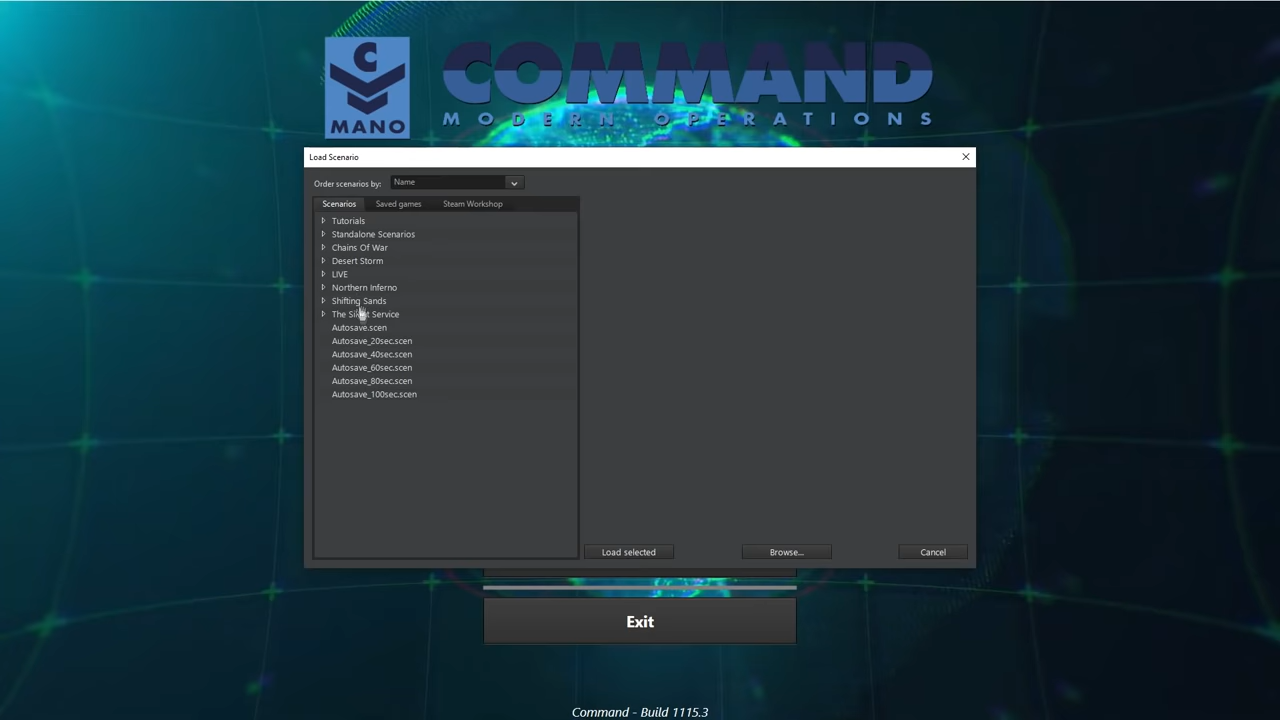 C
MANO
COMMAND
MODERN OPERATIONS
Load Scenario
Order scenarios by: Name
Scenarios Saved games Steam Workshop
Tutorials
Standalone Scenarios
Chains Of War
Desert Storm
LIVE
Northern Inferno
Shifting Sands
The Silent Service
Autosave.scen
Autosave_20sec.scen
Autosave_40sec.scen
Autosave_60sec.scen
Autosave_80sec.scen
Autosave_100sec.scen
Load selected Browse... Cancel
Exit
Command - Build 1115.3